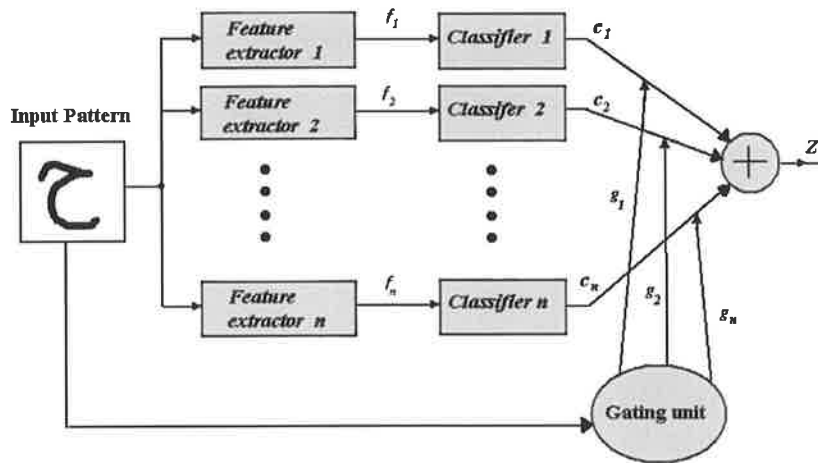 Feature
extractor 1
f1
Classifier 1
c1
Feature
extractor 2
f2
Classifer 2
c2
Input Pattern
ح
Z
g1
Feature
extractor n
fn
Classifier n
cn
g2
gn
Gating unit